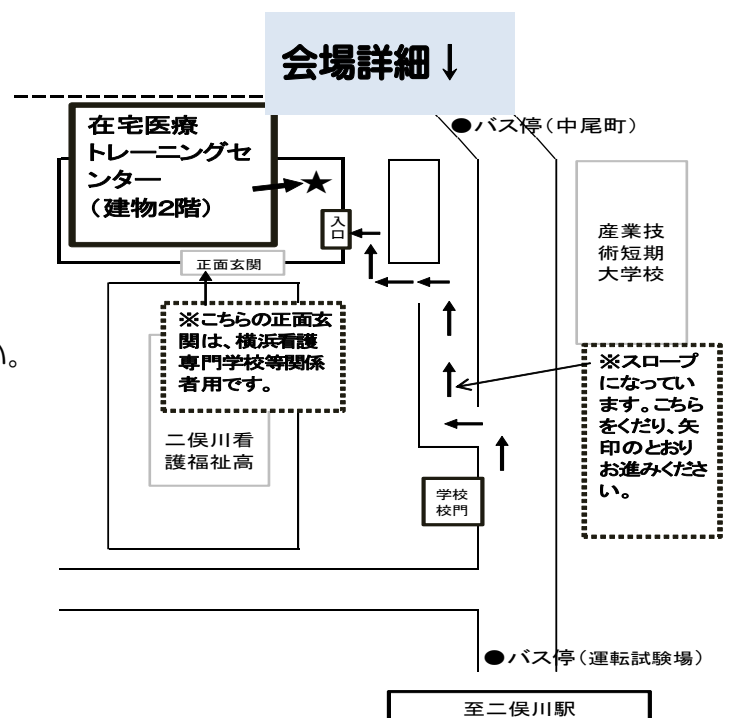 会場詳細↓
在宅医療
トレーニングセ
ンター
（建物2階）
★
入
口
正面玄関
※こちらの正面玄
関は、横浜看護
専門学校等関係
者用です。
い。
二俣川看
護福祉高
●バス停（中尾町）
産業技
術短期
大学校
※スロープ
になってい
ます。こちら
をくだり、矢
印のとおり
お進みくださ
い。
学校
校門
●バス停（運転試験場）
至二俣川駅